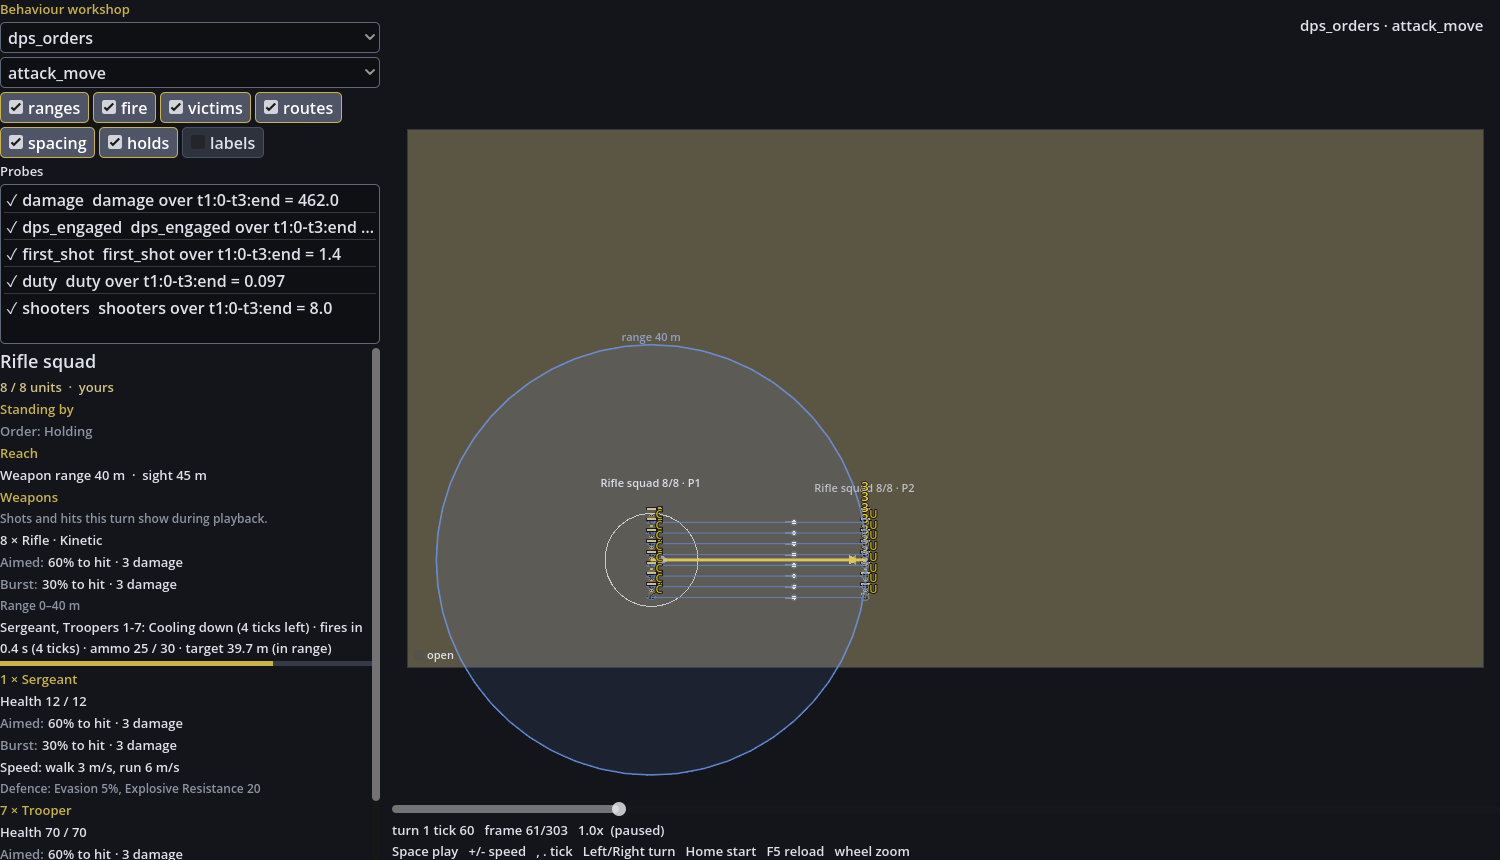 Behaviour workshop
dps_orders
attack_move
ranges
fire
victims
routes
spacing
holds
labels
Probes
✓ damage  damage over t1:0-t3:end = 462.0
✓ dps_engaged  dps_engaged over t1:0-t3:end ...
✓ first_shot  first_shot over t1:0-t3:end = 1.4
✓ duty  duty over t1:0-t3:end = 0.097
✓ shooters  shooters over t1:0-t3:end = 8.0
Rifle squad
8 / 8 units · yours
Standing by
Order: Holding
Reach
Weapon range 40 m · sight 45 m
Weapons
Shots and hits this turn show during playback.
8 × Rifle · Kinetic
Aimed: 60% to hit · 3 damage
Burst: 30% to hit · 3 damage
Range 0–40 m
Sergeant, Troopers 1-7: Cooling down (4 ticks left) · fires in
0.4 s (4 ticks) · ammo 25 / 30 · target 39.7 m (in range)
1 × Sergeant
Health 12 / 12
Aimed: 60% to hit · 3 damage
Burst: 30% to hit · 3 damage
Speed: walk 3 m/s, run 6 m/s
Defence: Evasion 5%, Explosive Resistance 20
7 × Trooper
Health 70 / 70
Aimed: 60% to hit · 3 damage
dps_orders · attack_move
range 40 m
Rifle squad 8/8 · P1
Rifle squad 8/8 · P2
open
turn 1 tick 60   frame 61/303   1.0x  (paused)
Space play   +/- speed   , . tick   Left/Right turn   Home start   F5 reload   wheel zoom